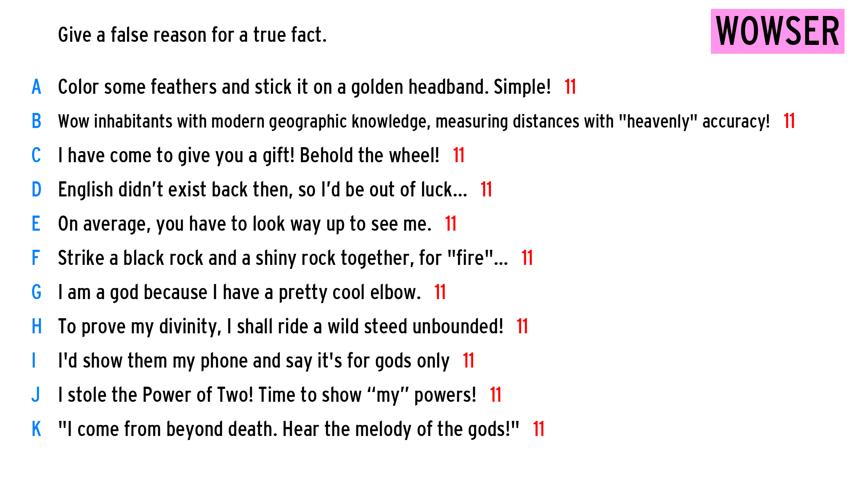 Give a false reason for a true fact.
WOWSER
A Color some feathers and stick it on a golden headband. Simple! 11
B Wow inhabitants with modern geographic knowledge, measuring distances with "heavenly" accuracy! 11
C I have come to give you a gift! Behold the wheel! 11
D English didn’t exist back then, so I’d be out of luck... 11
E On average, you have to look way up to see me. 11
F Strike a black rock and a shiny rock together, for "fire"... 11
G I am a god because I have a pretty cool elbow. 11
H To prove my divinity, I shall ride a wild steed unbounded! 11
I I'd show them my phone and say it's for gods only 11
J I stole the Power of Two! Time to show “my” powers! 11
K "I come from beyond death. Hear the melody of the gods!" 11